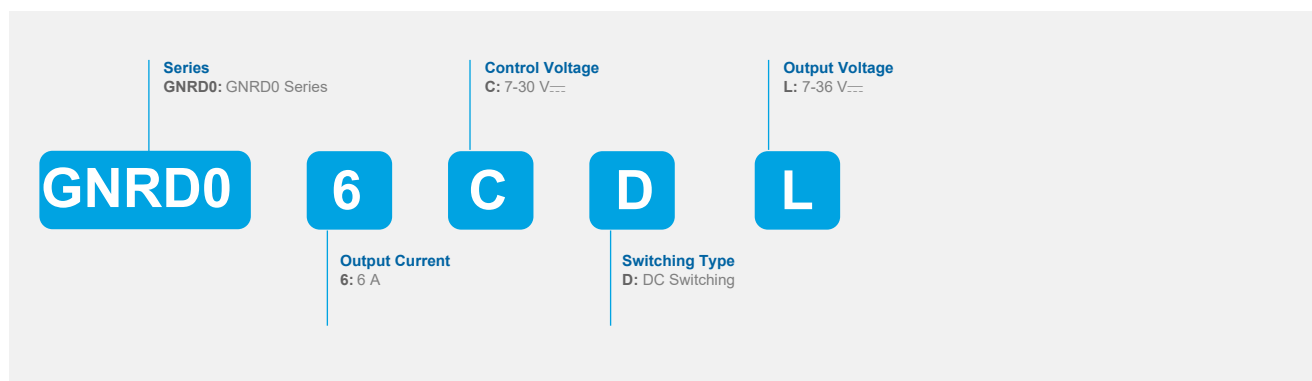 Series
GNRD0: GNRD0 Series
Control Voltage
C: 7-30 V⎓
Output Voltage
L: 7-36 V⎓
GNRD0
6
C
D
L
Output Current
6: 6 A
Switching Type
D: DC Switching